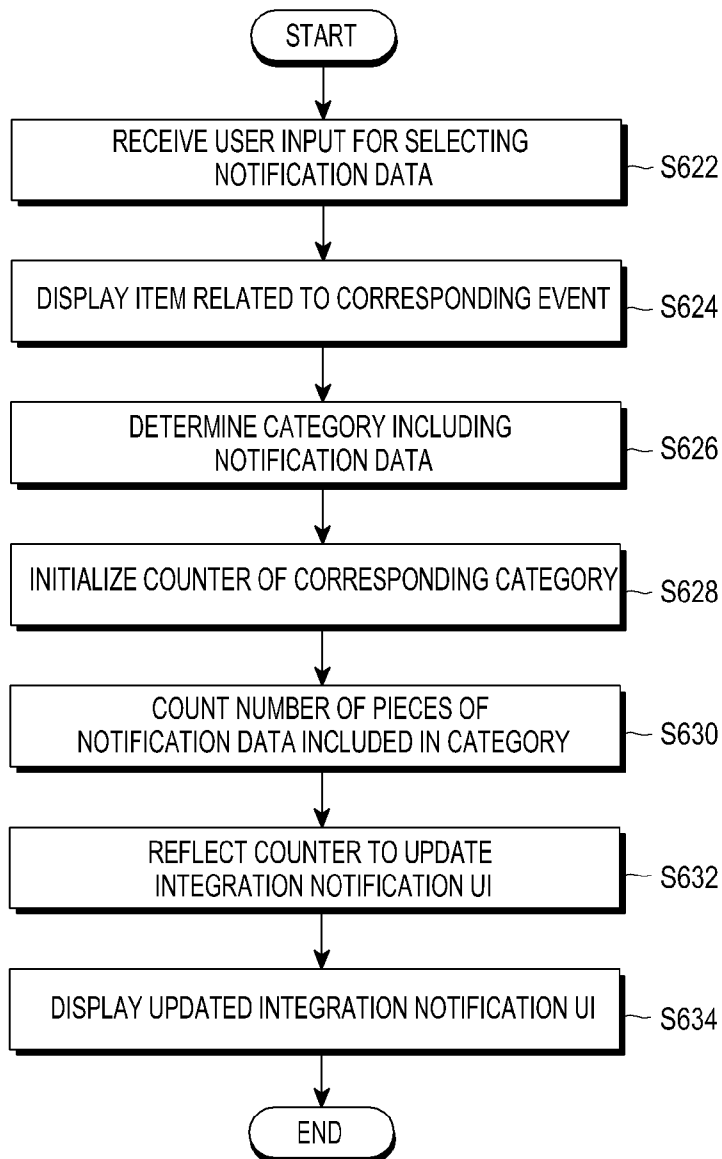 START
RECEIVE USER INPUT FOR SELECTING
NOTIFICATION DATA
S622
DISPLAY ITEM RELATED TO CORRESPONDING EVENT
S624
DETERMINE CATEGORY INCLUDING
NOTIFICATION DATA
S626
INITIALIZE COUNTER OF CORRESPONDING CATEGORY
S628
COUNT NUMBER OF PIECES OF
NOTIFICATION DATA INCLUDED IN CATEGORY
S630
REFLECT COUNTER TO UPDATE
INTEGRATION NOTIFICATION UI
S632
DISPLAY UPDATED INTEGRATION NOTIFICATION UI
S634
END